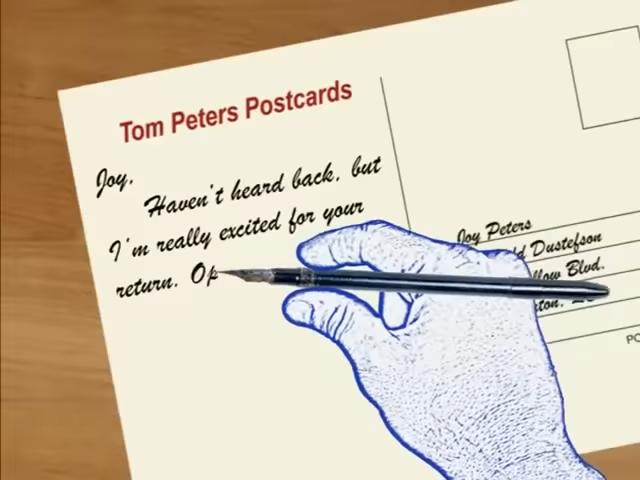 Tom Peters Postcards
Joy,
Haven't heard back, but
I'm really excited for your
return. Op
Joy Peters
Dustefson
Blvd.